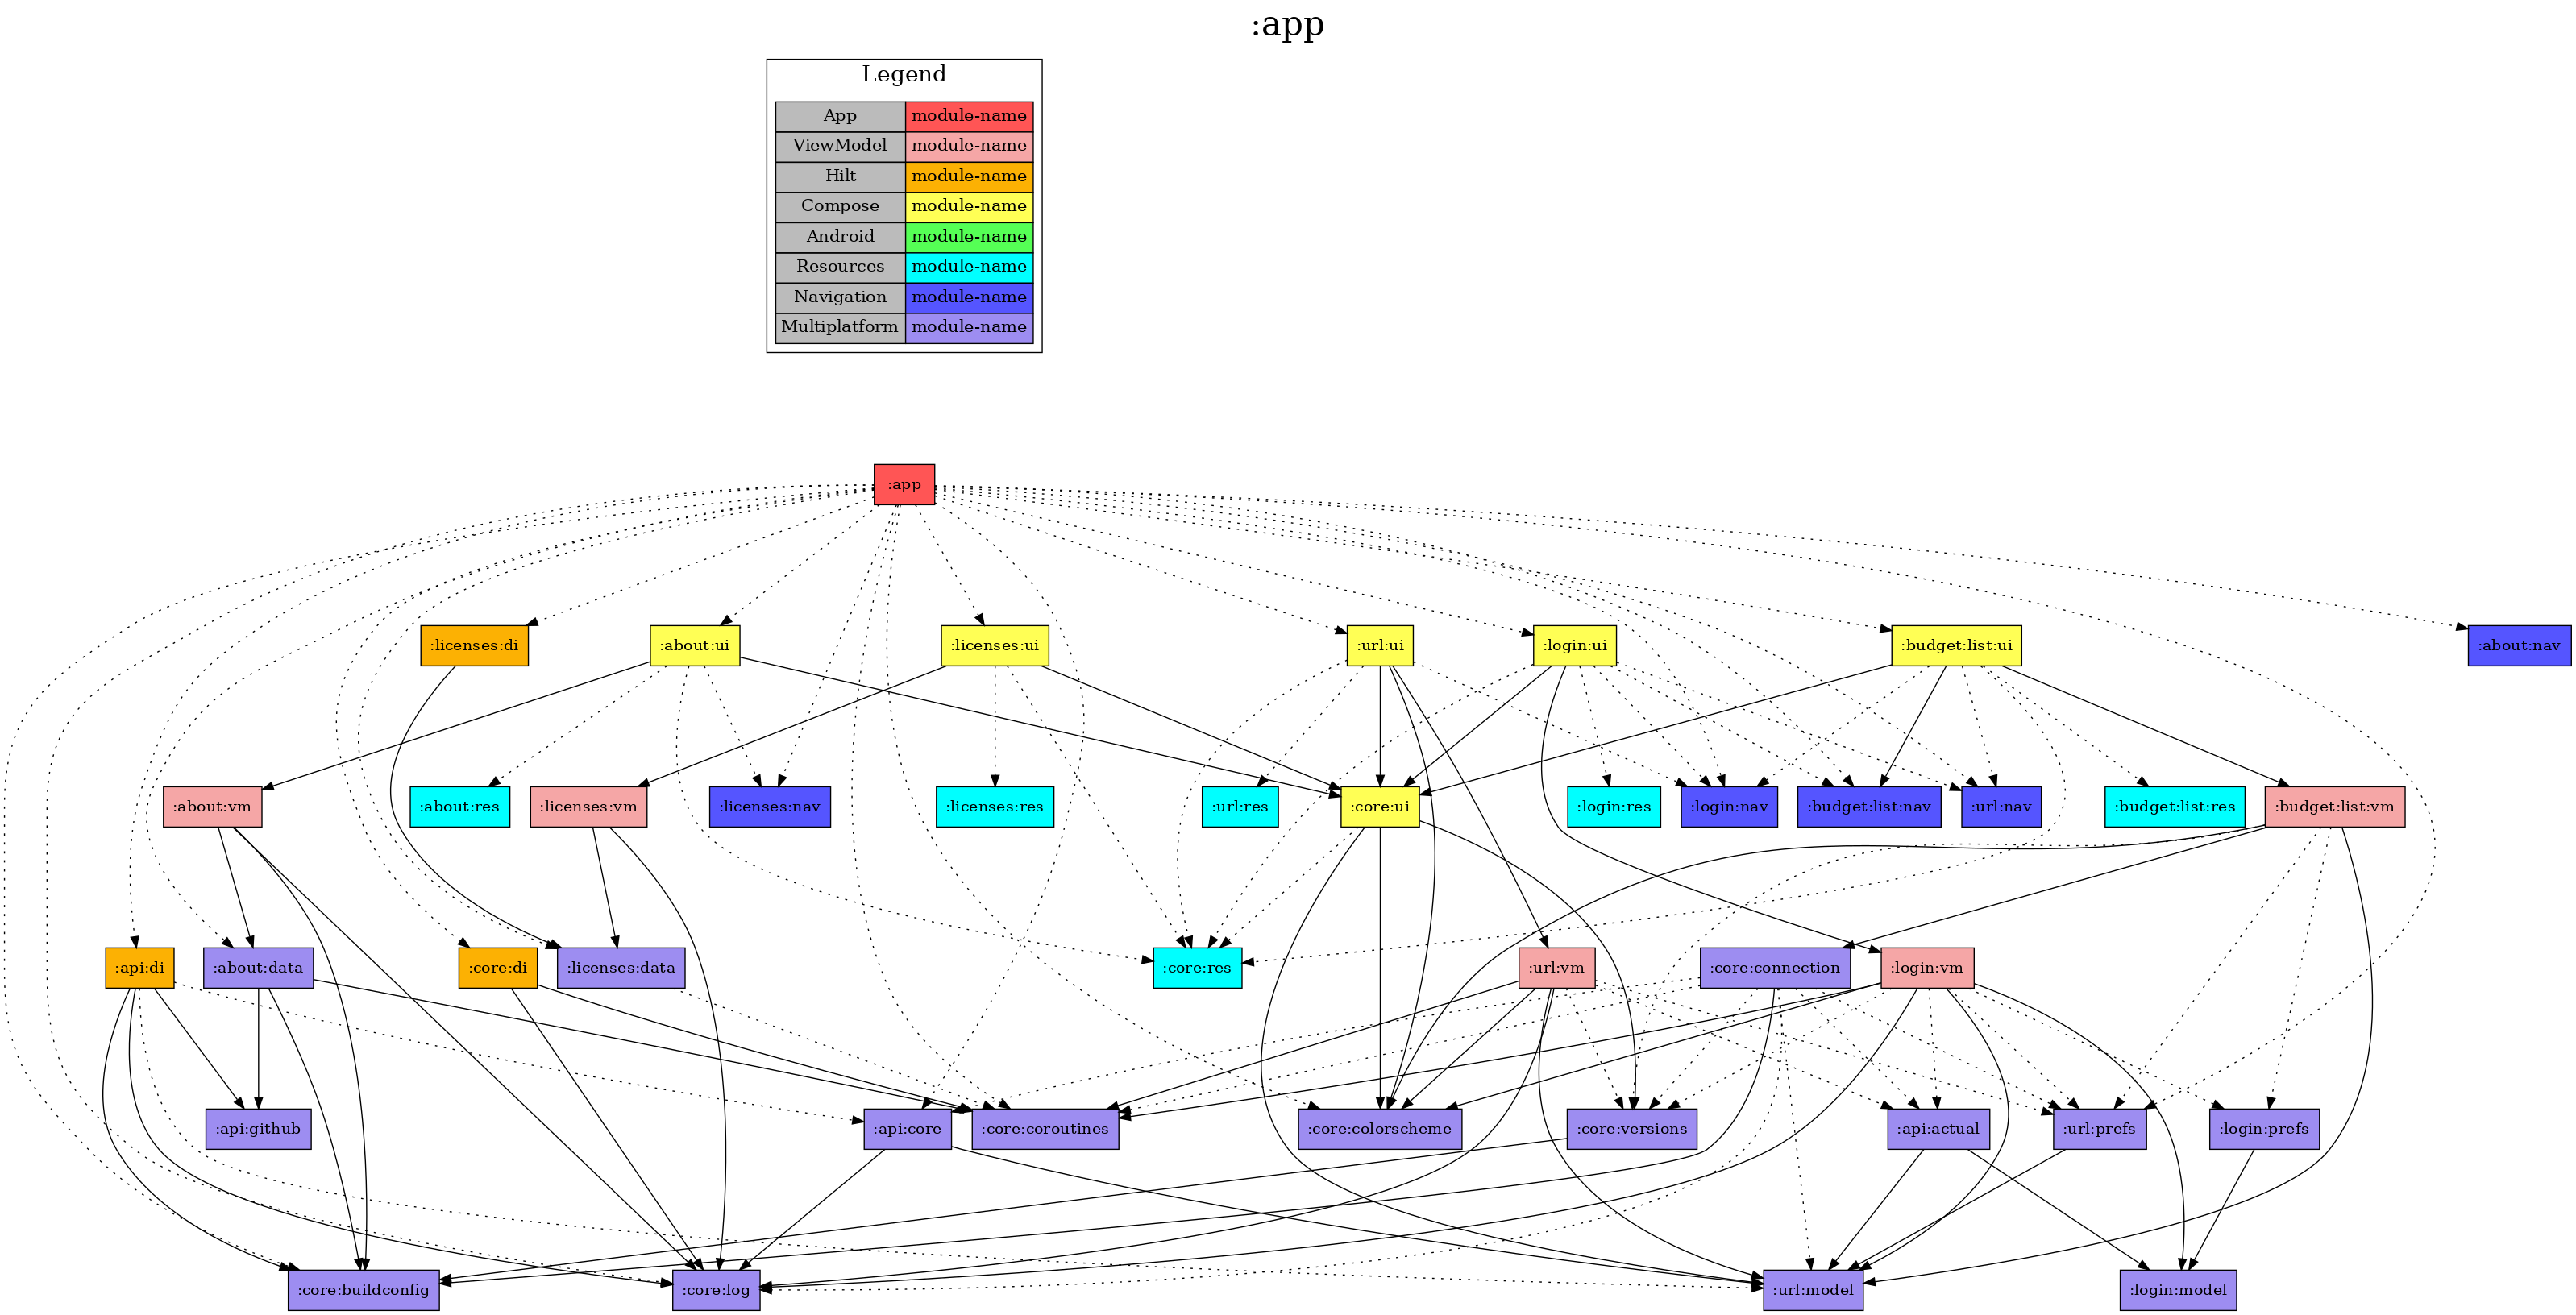 :app
Legend
App module-name
ViewModel module-name
Hilt module-name
Compose module-name
Android module-name
Resources module-name
Navigation module-name
Multiplatform module-name
:app
:licenses:di :about:ui :licenses:ui :url:ui :login:ui :budget:list:ui :about:nav
:about:vm :about:res :licenses:vm :licenses:nav :licenses:res :url:res :core:ui :login:res :login:nav :budget:list:nav :url:nav :budget:list:res :budget:list:vm
:api:di :about:data :core:di :licenses:data :core:res :url:vm :core:connection :login:vm
:api:github :api:core :core:coroutines :core:colorscheme :core:versions :api:actual :url:prefs :login:prefs
:core:buildconfig :core:log :url:model :login:model